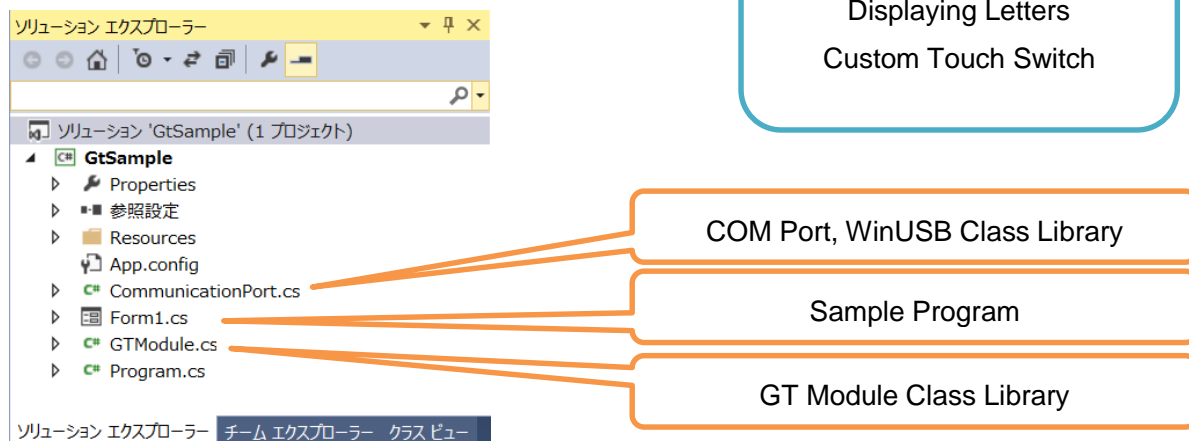 ソリューション エクスプローラー
ソリューション 'GtSample' (1 プロジェクト)
C# GtSample
Properties
参照設定
Resources
App.config
C# CommunicationPort.cs
Form1.cs
C# GTModule.cs
C# Program.cs
ソリューション エクスプローラー チーム エクスプローラー クラス ビュー
Displaying Letters
Custom Touch Switch
COM Port, WinUSB Class Library
Sample Program
GT Module Class Library